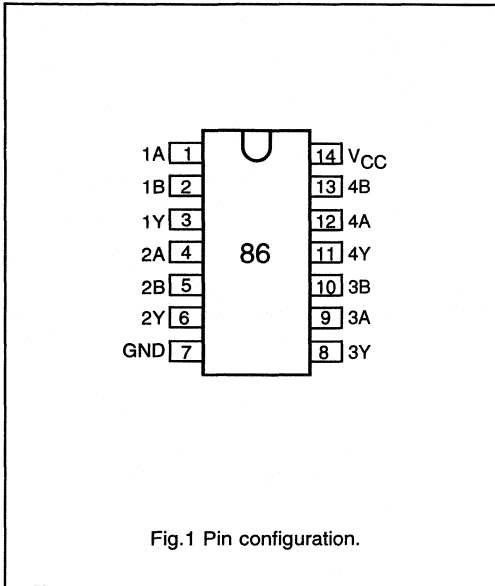 1A 1 14 VCC
1B 2 13 4B
1Y 3 12 4A
2A 4 86 11 4Y
2B 5 10 3B
2Y 6 9 3A
GND 7 8 3Y
Fig.1 Pin configuration.